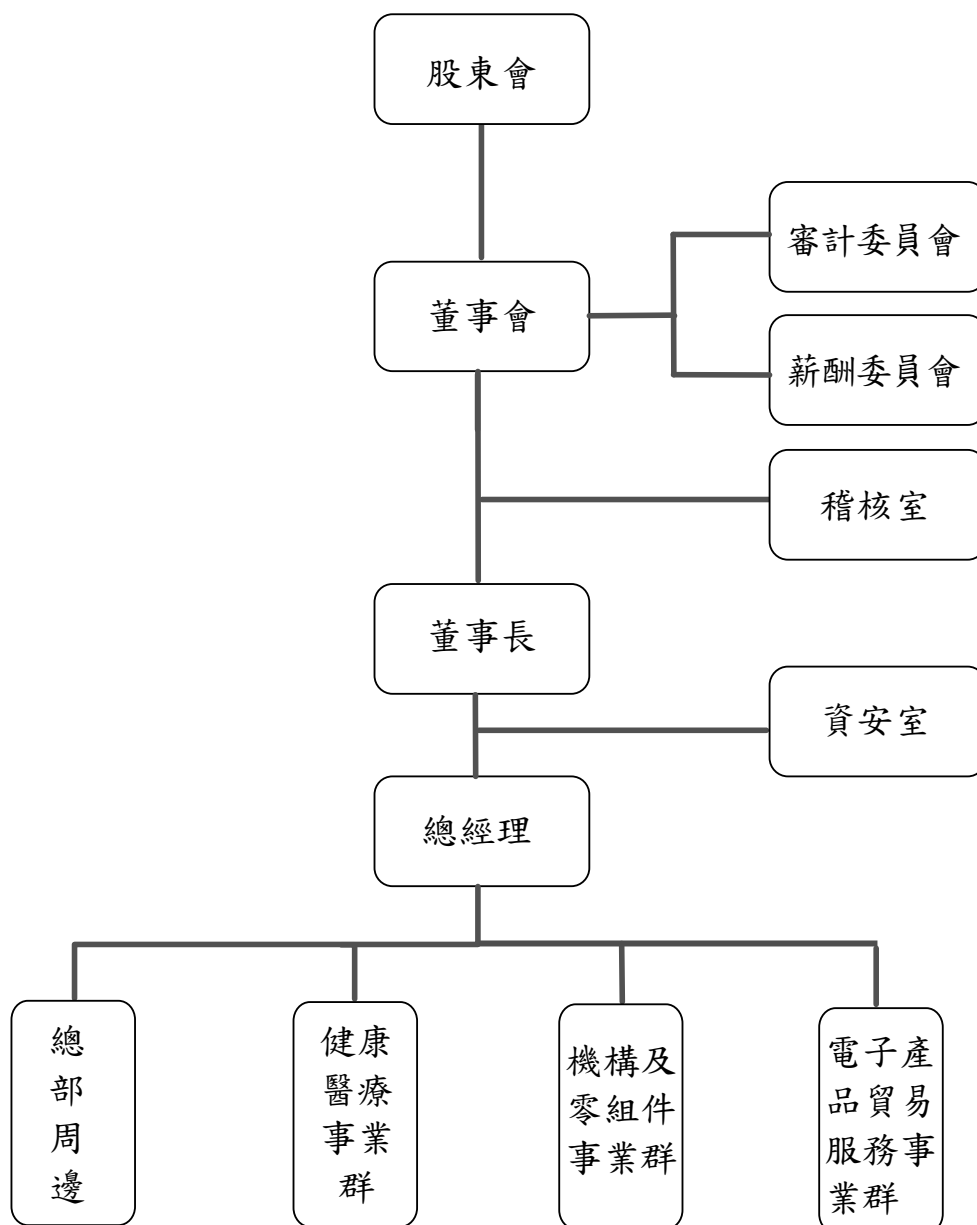 股東會
審計委員會
董事會
薪酬委員會
稽核室
董事長
資安室
總經理
總
部
周
邊
健康
醫療
事業
群
機構及
零組件
事業群
電子產
品貿易
服務事
業群